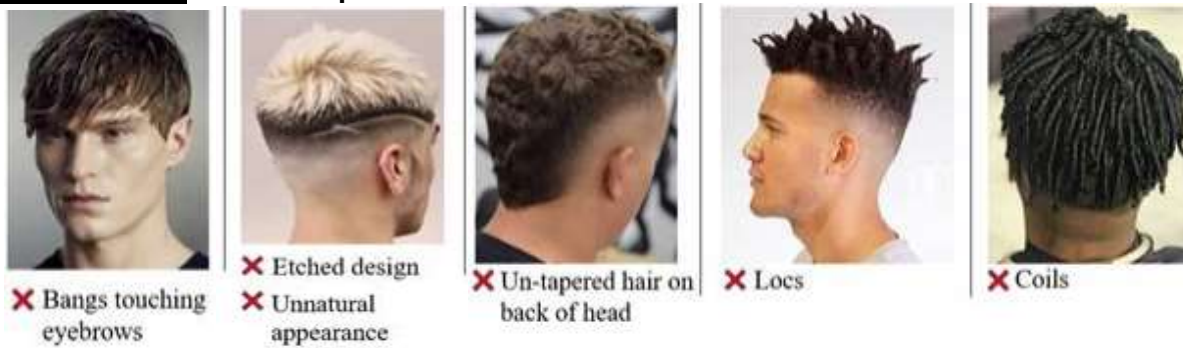 ❌ Bangs touching
eyebrows
❌ Etched design
❌ Unnatural
appearance
❌ Un-tapered hair on
back of head
❌ Locs
❌ Coils